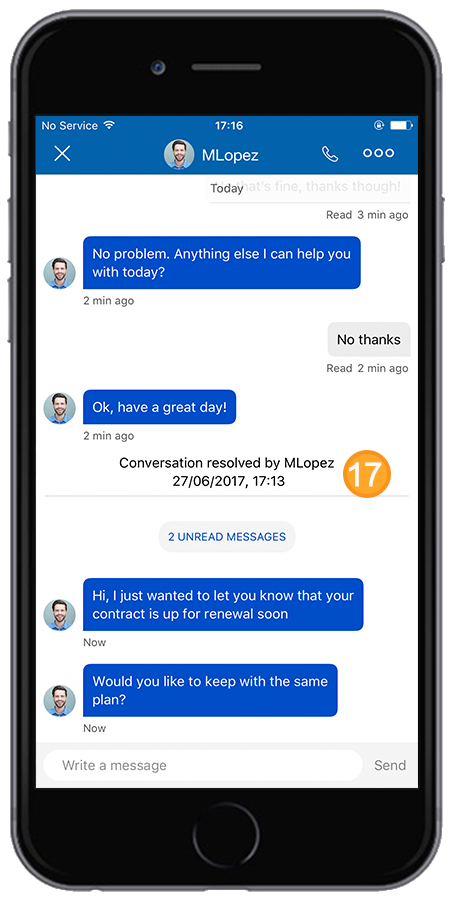 No Service 17:16
MLopez
Today
that's fine, thanks though!
Read 3 min ago
No problem. Anything else I can help you
with today?
2 min ago
No thanks
Read 2 min ago
Ok, have a great day!
2 min ago
Conversation resolved by MLopez
27/06/2017, 17:13
17
2 UNREAD MESSAGES
Hi, I just wanted to let you know that your
contract is up for renewal soon
Now
Would you like to keep with the same
plan?
Now
Write a message Send